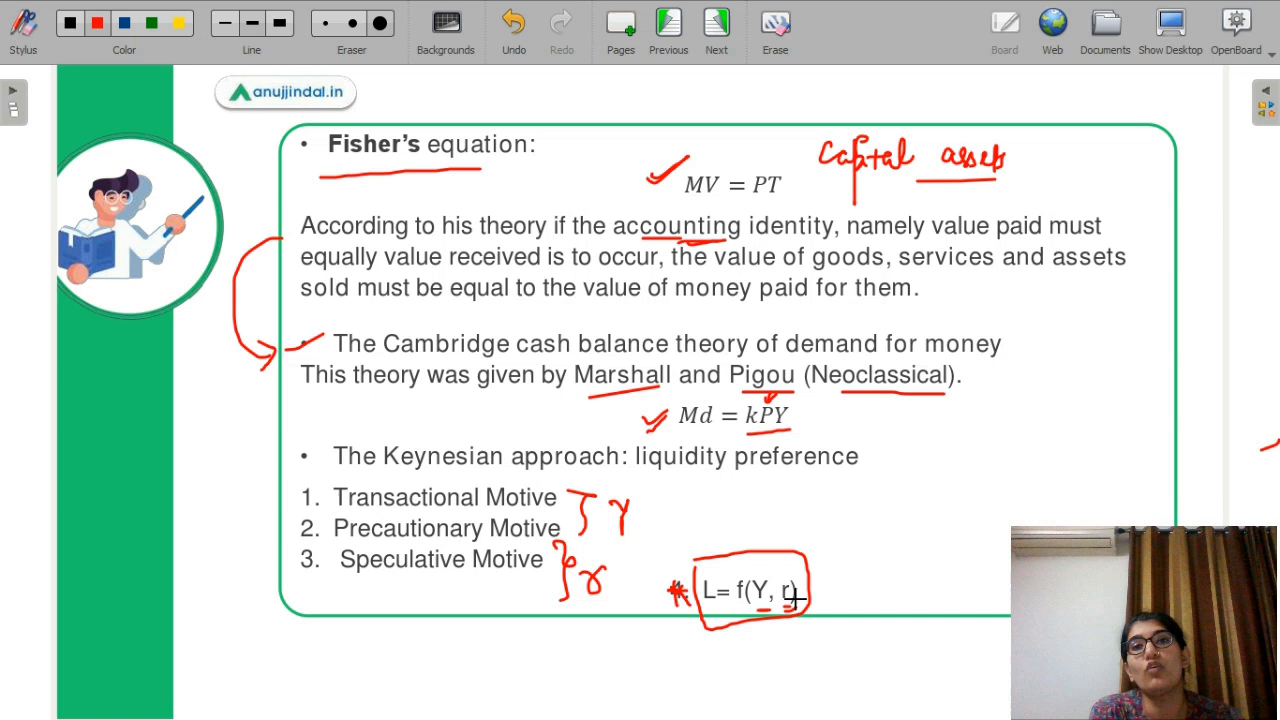 Stylus
Color
Line
Eraser
Backgrounds
Undo
Redo
Pages
Previous
Next
Erase
Board
Web
Documents
Show Desktop
OpenBoard
anujjindal.in
• Fisher's equation:
Capital assets
MV = PT
According to his theory if the accounting identity, namely value paid must
equally value received is to occur, the value of goods, services and assets
sold must be equal to the value of money paid for them.
• The Cambridge cash balance theory of demand for money
This theory was given by Marshall and Pigou (Neoclassical).
Md = kPY
• The Keynesian approach: liquidity preference
1. Transactional Motive
2. Precautionary Motive
Y
3. Speculative Motive
r
L= f(Y, r)